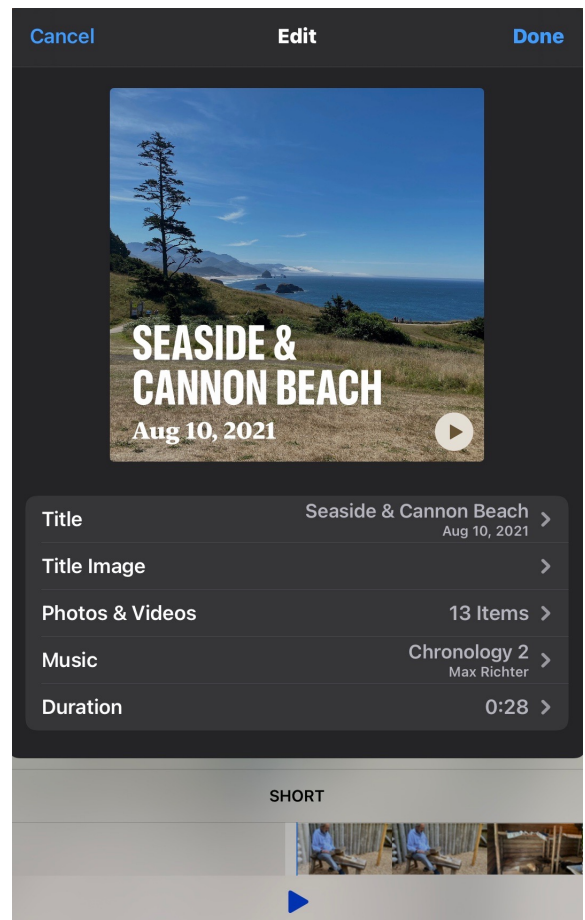 Cancel Edit Done
SEASIDE &
CANNON BEACH
Aug 10, 2021
Title Seaside & Cannon Beach
Aug 10, 2021
Title Image
Photos & Videos 13 Items
Music Chronology 2
Max Richter
Duration 0:28
SHORT